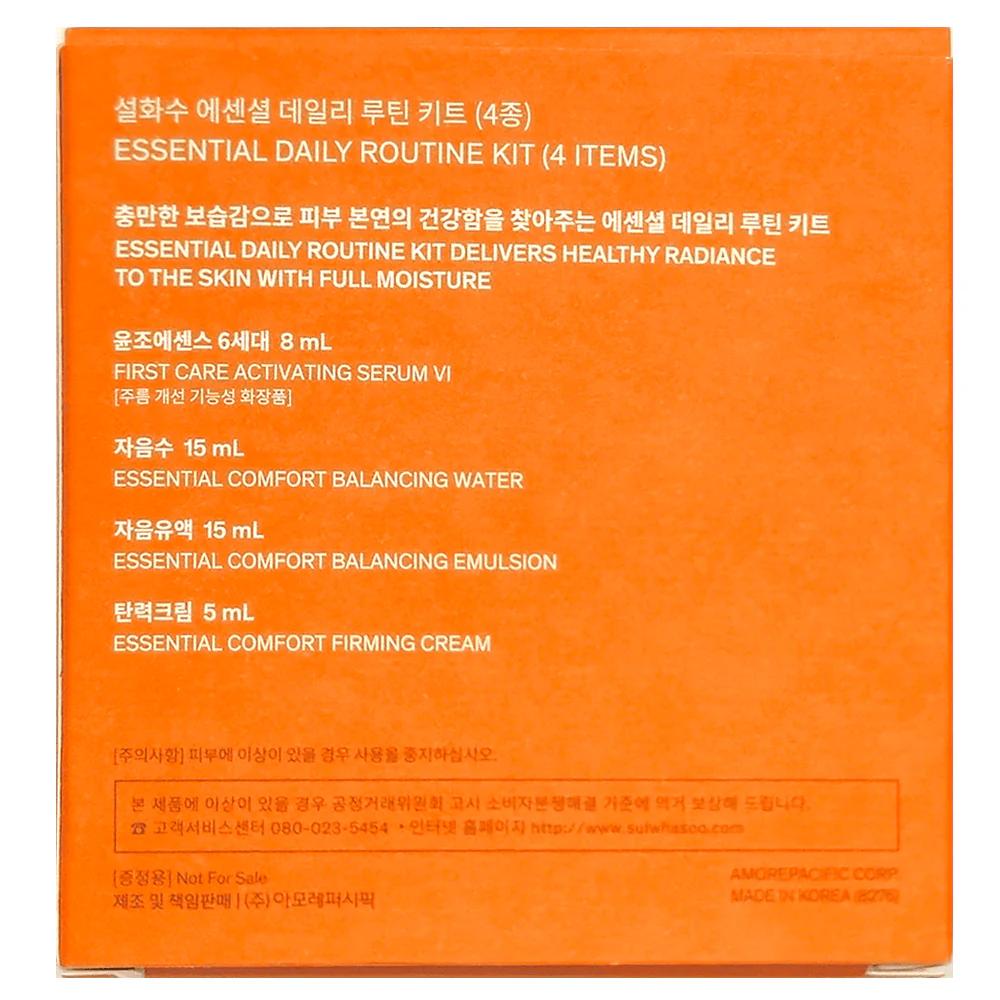 설화수 에센셜 데일리 루틴 키트 (4종)
ESSENTIAL DAILY ROUTINE KIT (4 ITEMS)
충만한 보습감으로 피부 본연의 건강함을 찾아주는 에센셜 데일리 루틴 키트
ESSENTIAL DAILY ROUTINE KIT DELIVERS HEALTHY RADIANCE
TO THE SKIN WITH FULL MOISTURE
윤조에센스 6세대 8 mL
FIRST CARE ACTIVATING SERUM VI
[주름 개선 기능성 화장품]
자음수 15 mL
ESSENTIAL COMFORT BALANCING WATER
자음유액 15 mL
ESSENTIAL COMFORT BALANCING EMULSION
탄력크림 5 mL
ESSENTIAL COMFORT FIRMING CREAM
[주의사항] 피부에 이상이 있을 경우 사용을 중지하십시오.
본 제품에 이상이 있을 경우 공정거래위원회 고시 소비자분쟁해결 기준에 의거 보상해 드립니다.
☎ 고객서비스센터 080-023-5454 • 인터넷 홈페이지 http://www.sulwhasoo.com
[증정용] Not For Sale
제조 및 책임판매 | (주)아모레퍼시픽
AMOREPACIFIC CORP.
MADE IN KOREA (8276)